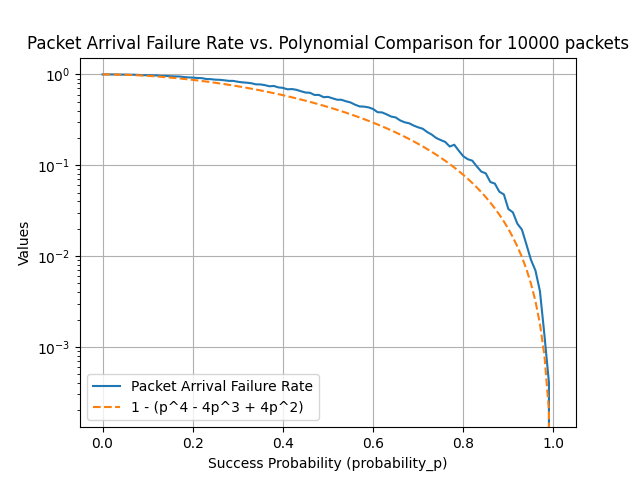 Packet Arrival Failure Rate vs. Polynomial Comparison for 10000 packets
10^0
10^-1
10^-2
10^-3
Values
Packet Arrival Failure Rate
1 - (p^4 - 4p^3 + 4p^2)
0.0 0.2 0.4 0.6 0.8 1.0
Success Probability (probability_p)